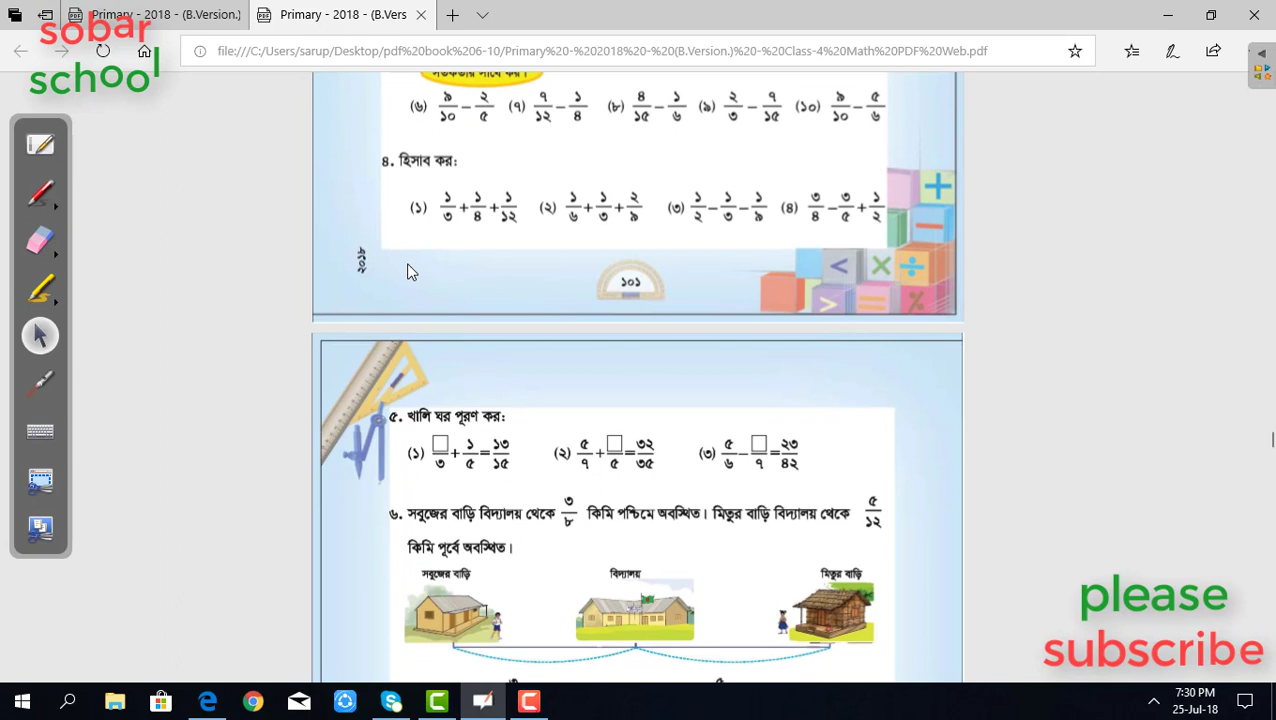 Primary - 2018 - (B.Version.)
Primary - 2018 - (B.Vers
sobar
school
file:///C:/Users/sarup/Desktop/pdf%20book%206-10/Primary%20-%202018%20-%20(B.Version.)%20-%20Class-4%20Math%20PDF%20Web.pdf
সতর্কতার সাথে কর।
(৬) ৯/১০ − ২/৫ (৭) ৭/১২ − ১/৪ (৮) ৪/১৫ − ১/৬ (৯) ২/৩ − ৭/১৫ (১০) ৯/১০ − ৫/৬
৪. হিসাব কর:
(১) ১/৩ + ১/৪ + ১/১২ (২) ১/৬ + ১/৩ + ২/৯ (৩) ১/২ − ১/৩ − ১/৯ (৪) ৩/৪ − ৩/৫ + ১/২
২০১৮
১০১
৫. খালি ঘর পূরণ কর:
(১) □/৩ + ১/৫ = ১৩/১৫ (২) ৫/৭ + □/৫ = ৩২/৩৫ (৩) ৫/৬ − □/৭ = ২৩/৪২
৬. সবুজের বাড়ি বিদ্যালয় থেকে ৩/৮ কিমি পশ্চিমে অবস্থিত। মিতুর বাড়ি বিদ্যালয় থেকে ৫/১২
কিমি পূর্বে অবস্থিত।
সবুজের বাড়ি বিদ্যালয় মিতুর বাড়ি
please
subscribe
7:30 PM
25-Jul-18